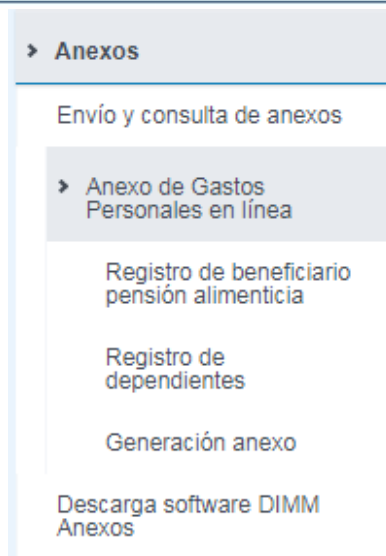 Anexos
Envío y consulta de anexos
Anexo de Gastos
Personales en línea
Registro de beneficiario
pensión alimenticia
Registro de
dependientes
Generación anexo
Descarga software DIMM
Anexos